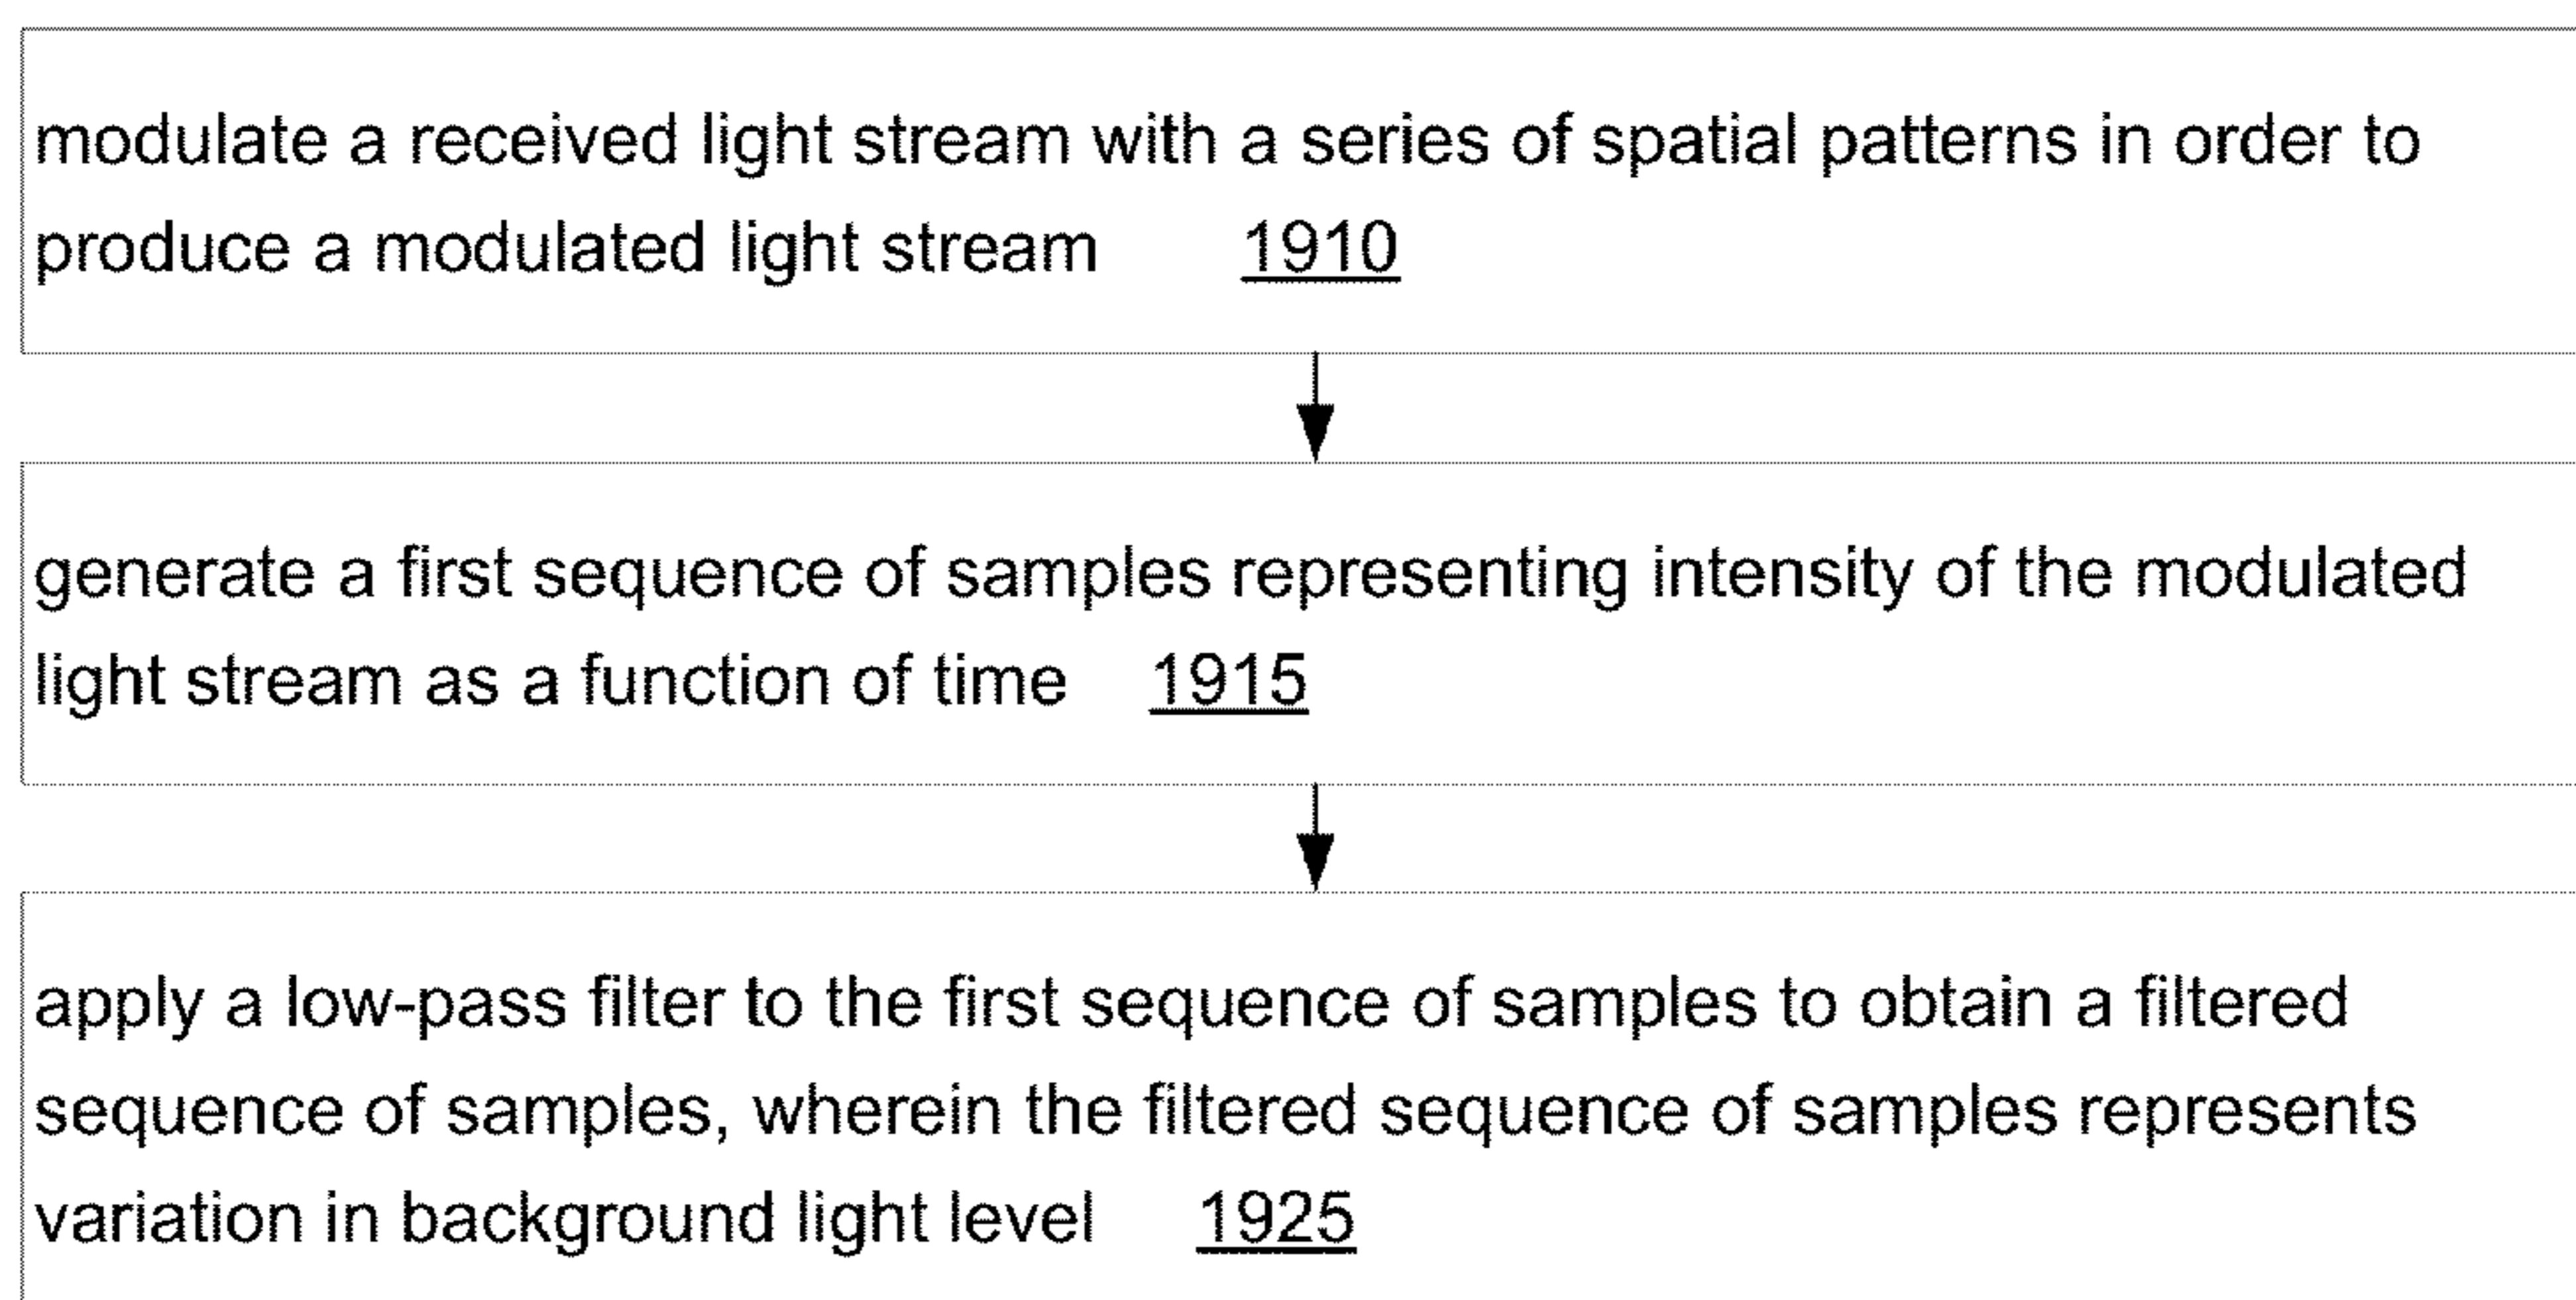 modulate a received light stream with a series of spatial patterns in order to
produce a modulated light stream 1910
generate a first sequence of samples representing intensity of the modulated
light stream as a function of time 1915
apply a low-pass filter to the first sequence of samples to obtain a filtered
sequence of samples, wherein the filtered sequence of samples represents
variation in background light level 1925